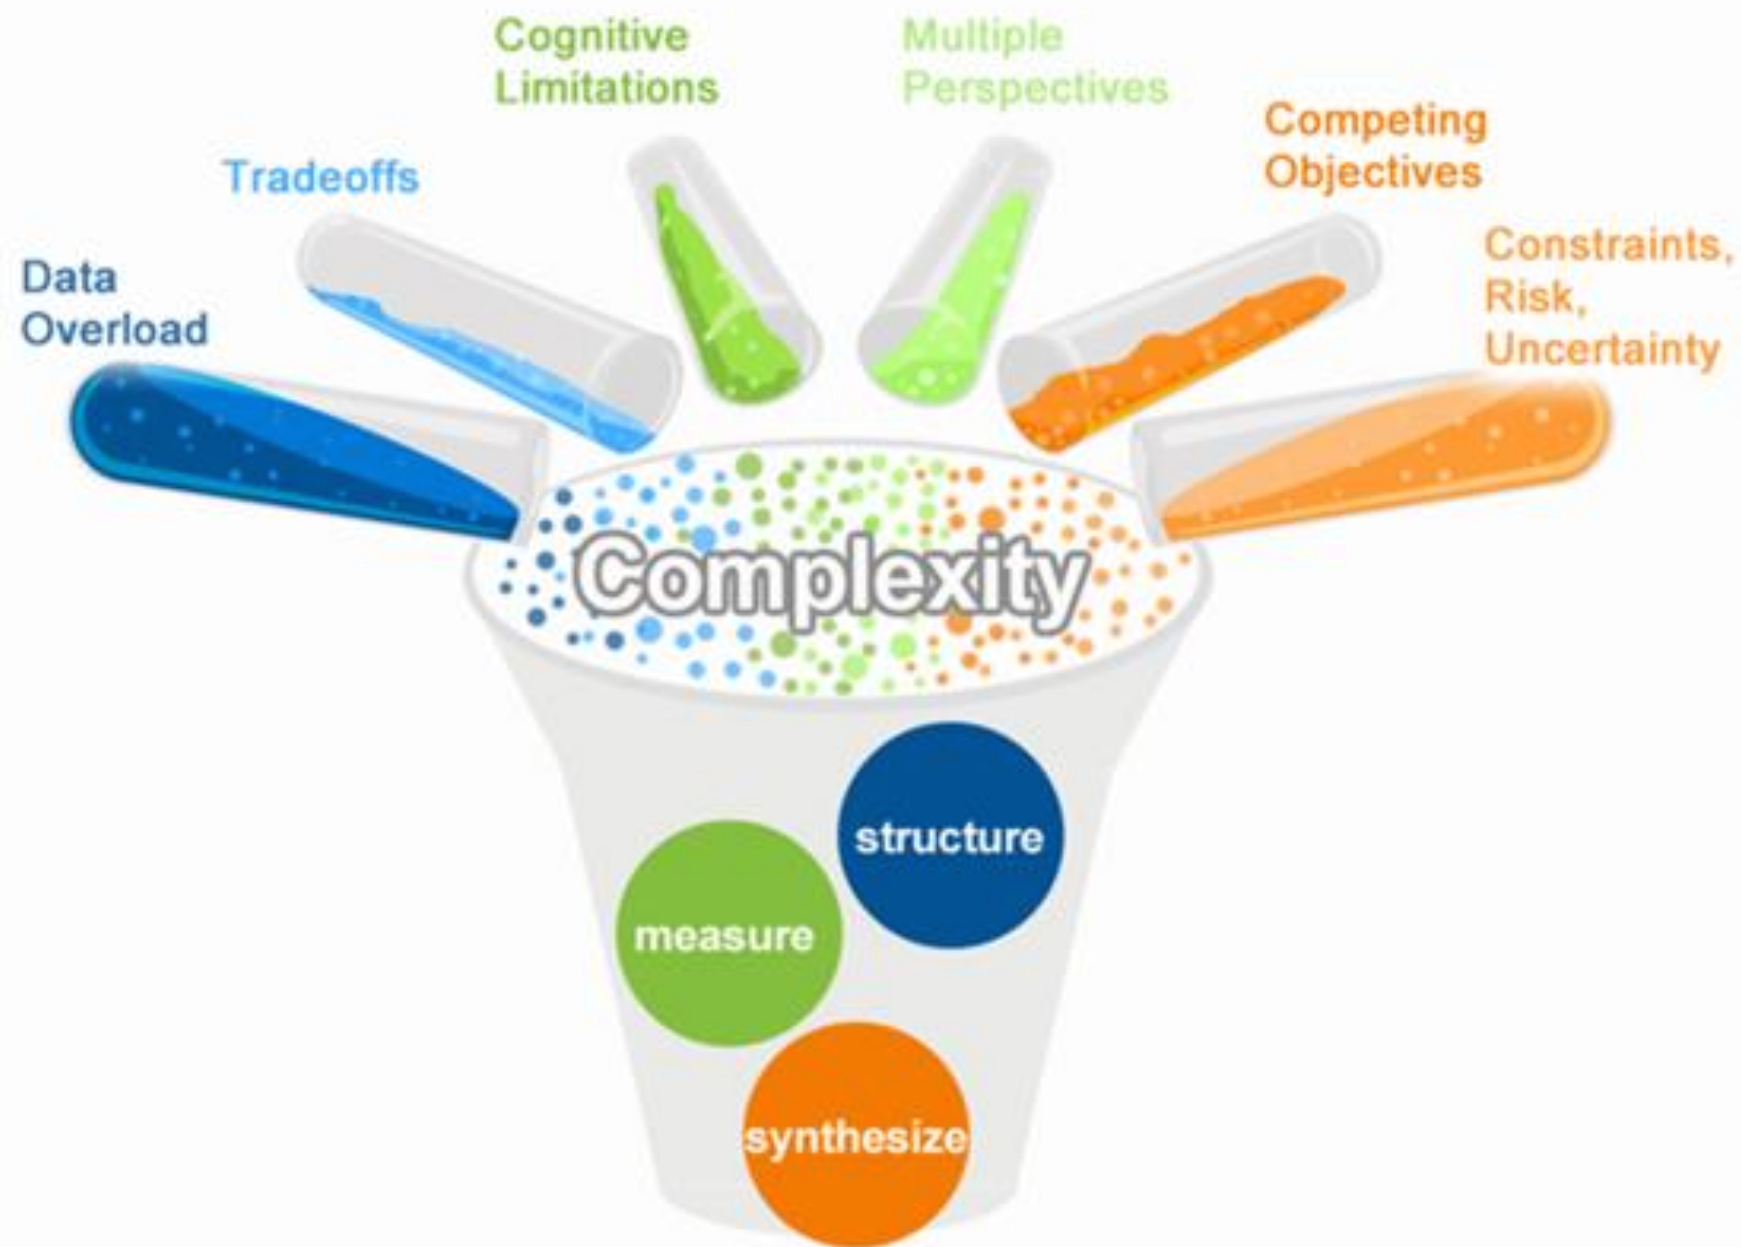 Cognitive
Limitations
Multiple
Perspectives
Competing
Objectives
Tradeoffs
Constraints,
Risk,
Uncertainty
Data
Overload
Complexity
structure
measure
synthesize